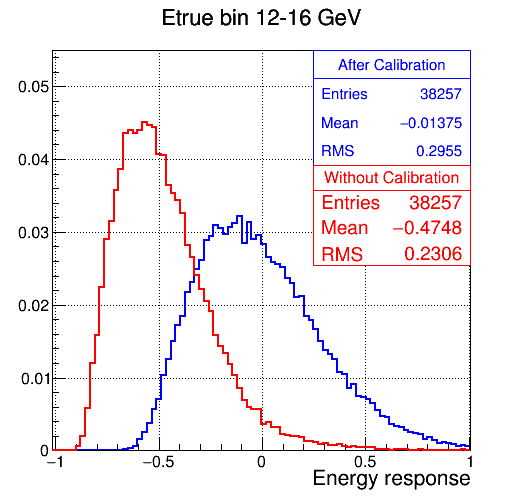 Etrue bin 12-16 GeV
After Calibration
Entries 38257
Mean −0.01375
RMS 0.2955
Without Calibration
Entries 38257
Mean −0.4748
RMS 0.2306
0.05
0.04
0.03
0.02
0.01
0
−1 −0.5 0 0.5 1
Energy response